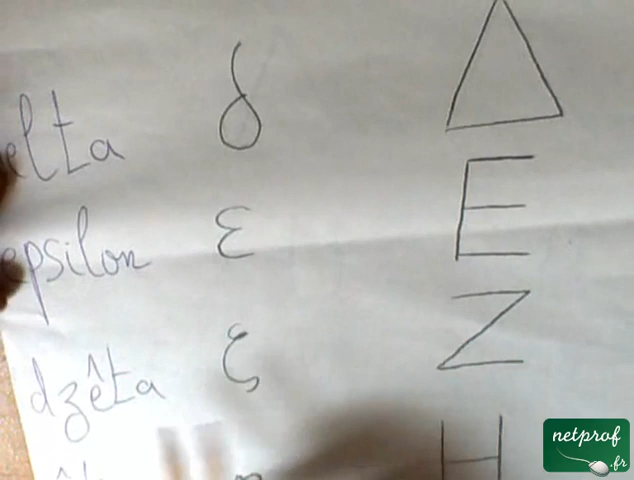 elta δ Δ
epsilon ε E
dzêta ζ Z
H
netprof
.fr